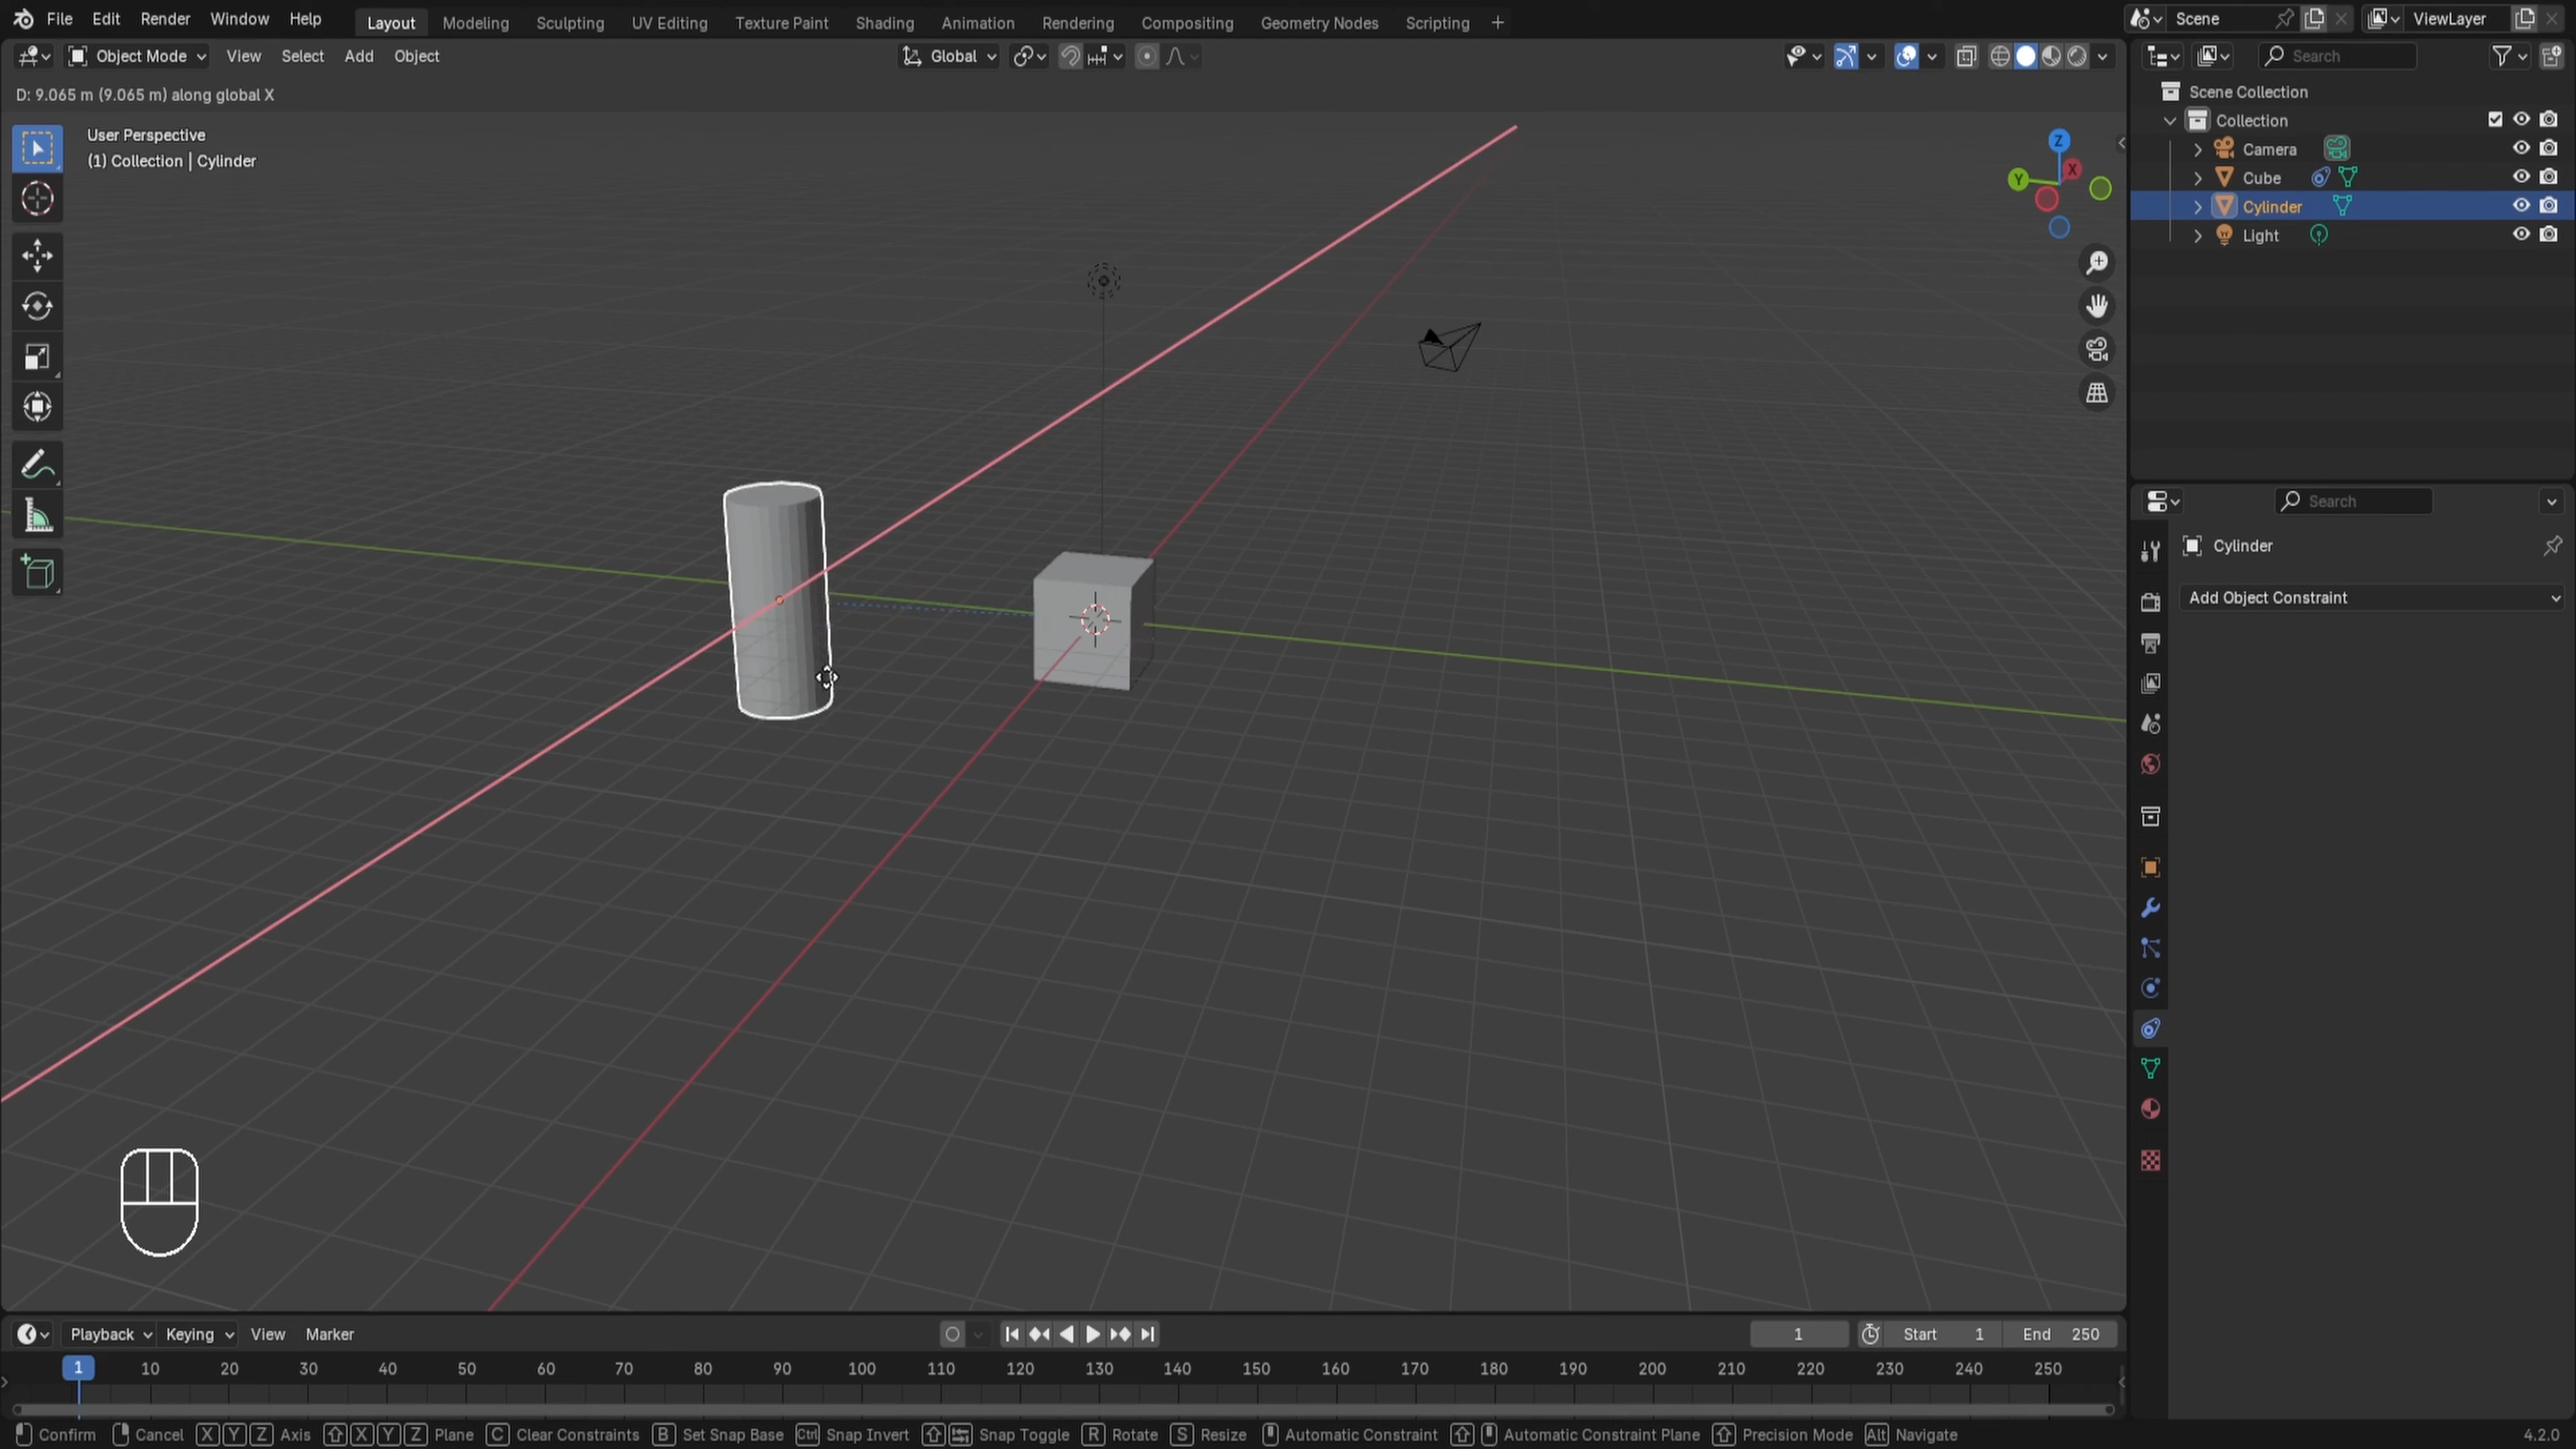 File Edit Render Window Help Layout Modeling Sculpting UV Editing Texture Paint Shading Animation Rendering Compositing Geometry Nodes Scripting + Scene ViewLayer
Object Mode View Select Add Object Global Search
D: 9.065 m (9.065 m) along global X
User Perspective
(1) Collection | Cylinder
Z
X
Y
Scene Collection
Collection
Camera
Cube
Cylinder
Light
Search
Cylinder
Add Object Constraint
Playback Keying View Marker 1 Start 1 End 250
1 10 20 30 40 50 60 70 80 90 100 110 120 130 140 150 160 170 180 190 200 210 220 230 240 250
Confirm Cancel X Y Z Axis X Y Z Plane C Clear Constraints B Set Snap Base Ctrl Snap Invert Snap Toggle R Rotate S Resize Automatic Constraint Automatic Constraint Plane Precision Mode Alt Navigate 4.2.0